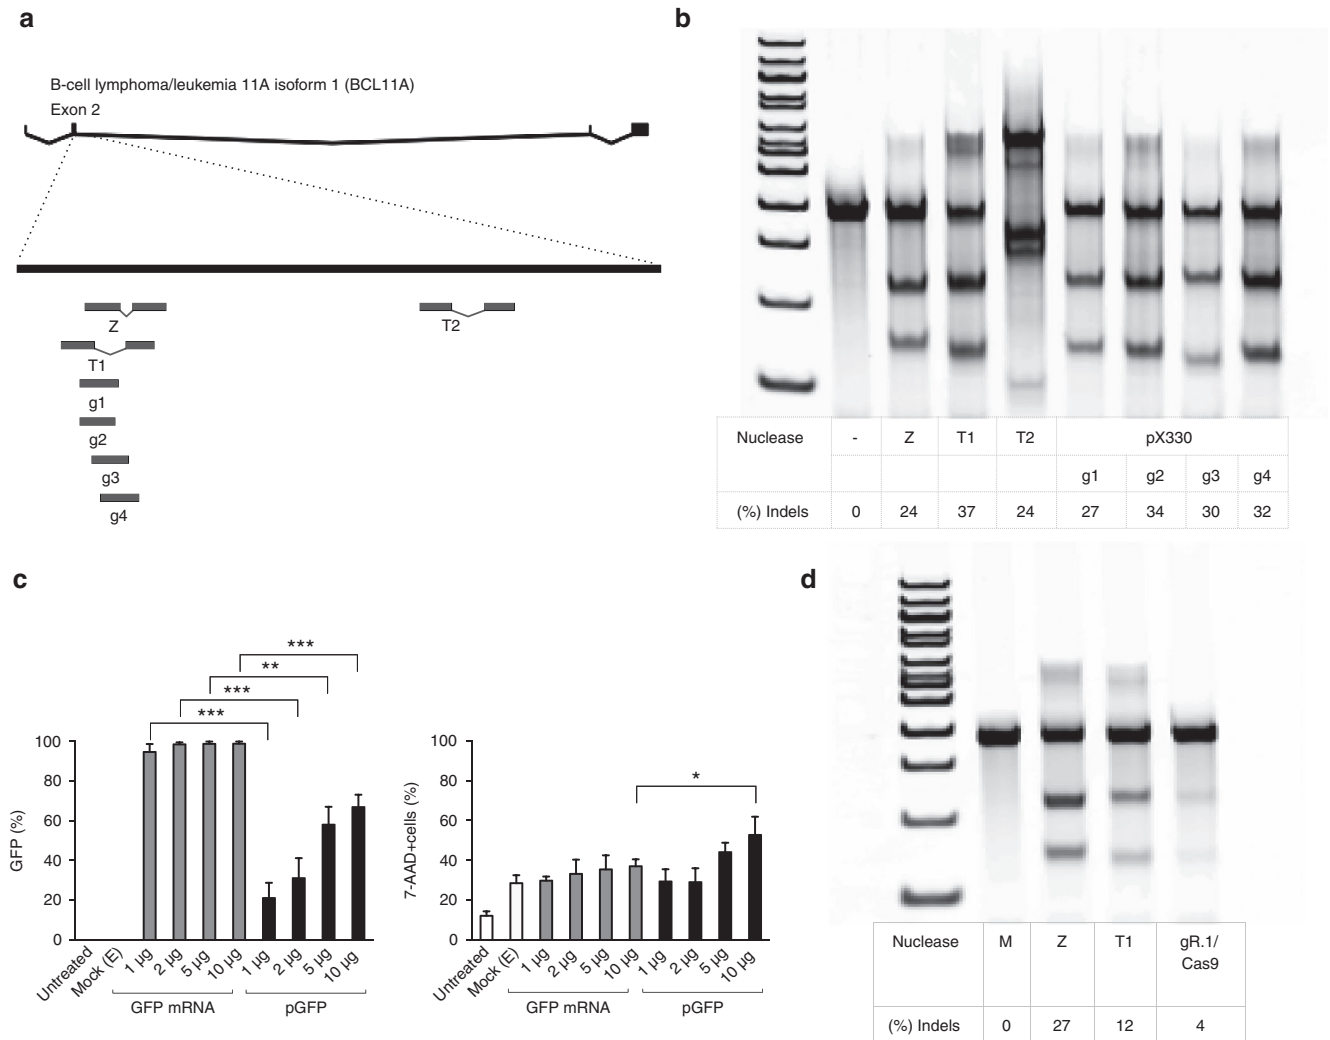 a
B-cell lymphoma/leukemia 11A isoform 1 (BCL11A)
Exon 2
Z
T2
T1
g1
g2
g3
g4
b
Nuclease - Z T1 T2 pX330
g1 g2 g3 g4
(%) Indels 0 24 37 24 27 34 30 32
c
***
**
***
***
GFP (%)
100
80
60
40
20
0
Untreated
Mock (E)
1 µg
2 µg
5 µg
10 µg
1 µg
2 µg
5 µg
10 µg
GFP mRNA
pGFP
*
7-AAD+cells (%)
100
80
60
40
20
0
Untreated
Mock (E)
1 µg
2 µg
5 µg
10 µg
1 µg
2 µg
5 µg
10 µg
GFP mRNA
pGFP
d
Nuclease M Z T1 gR.1/
Cas9
(%) Indels 0 27 12 4